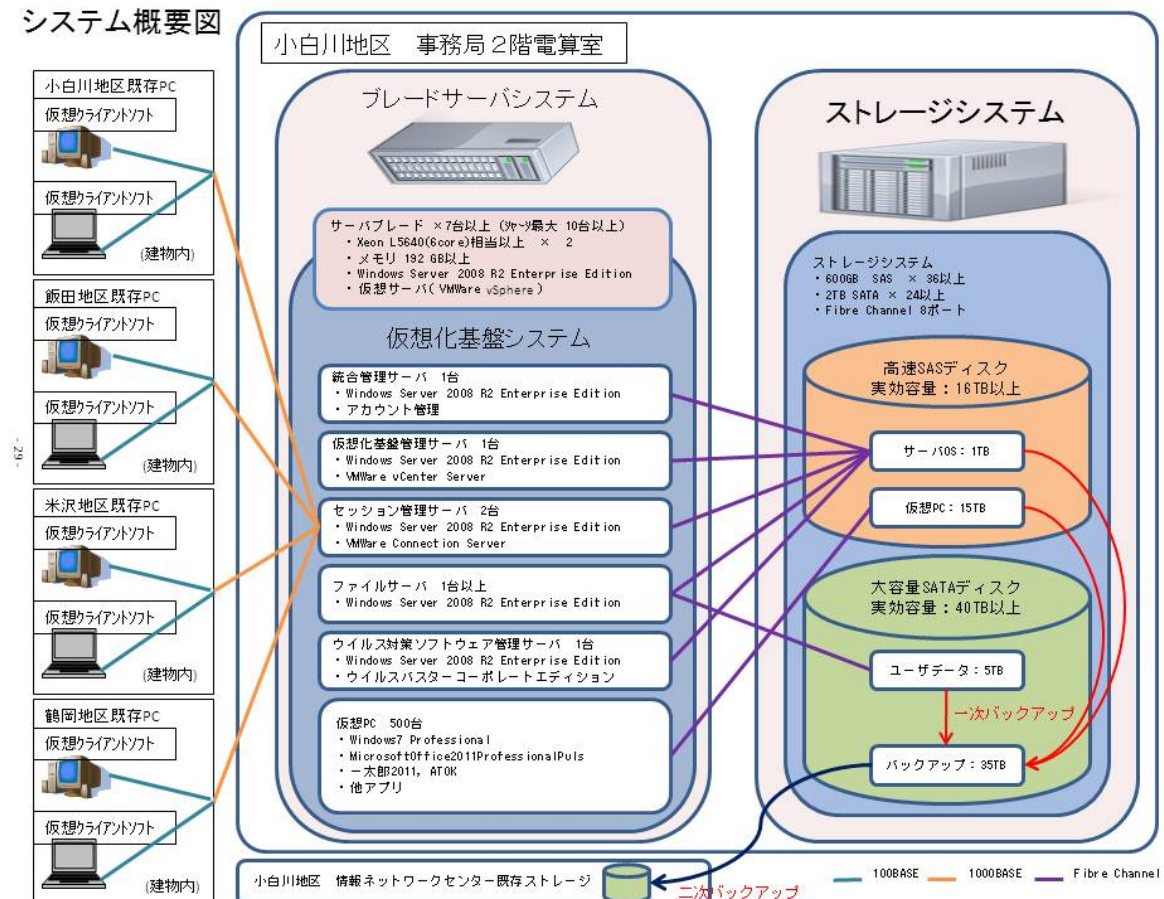 システム概要図
小白川地区　事務局２階電算室
小白川地区既存PC
仮想クライアントソフト
仮想クライアントソフト
(建物内)
飯田地区既存PC
仮想クライアントソフト
仮想クライアントソフト
(建物内)
米沢地区既存PC
仮想クライアントソフト
仮想クライアントソフト
(建物内)
鶴岡地区既存PC
仮想クライアントソフト
仮想クライアントソフト
(建物内)
- 29 -
ブレードサーバシステム
サーバブレード ×7台以上 (シャーシ最大 10台以上)
・Xeon L5640(6core)相当以上 × 2
・メモリ 192 GB以上
・Windows Server 2008 R2 Enterprise Edition
・仮想サーバ( VMWare vSphere )
仮想化基盤システム
統合管理サーバ 1台
・Windows Server 2008 R2 Enterprise Edition
・アカウント管理
仮想化基盤管理サーバ 1台
・Windows Server 2008 R2 Enterprise Edition
・VMWare vCenter Server
セッション管理サーバ 2台
・Windows Server 2008 R2 Enterprise Edition
・VMWare Connection Server
ファイルサーバ 1台以上
・Windows Server 2008 R2 Enterprise Edition
ウイルス対策ソフトウェア管理サーバ 1台
・Windows Server 2008 R2 Enterprise Edition
・ウイルスバスターコーポレートエディション
仮想PC 500台
・Windows7 Professional
・MicrosoftOffice2011ProfessionalPuls
・一太郎2011, ATOK
・他アプリ
ストレージシステム
ストレージシステム
・600GB SAS × 36以上
・2TB SATA × 24以上
・Fibre Channel 8ポート
高速SASディスク
実効容量：16TB以上
サーバOS：1TB
仮想PC：15TB
大容量SATAディスク
実効容量：40TB以上
ユーザデータ：5TB
一次バックアップ
バックアップ：35TB
小白川地区　情報ネットワークセンター既存ストレージ
二次バックアップ
100BASE
1000BASE
Fibre Channel